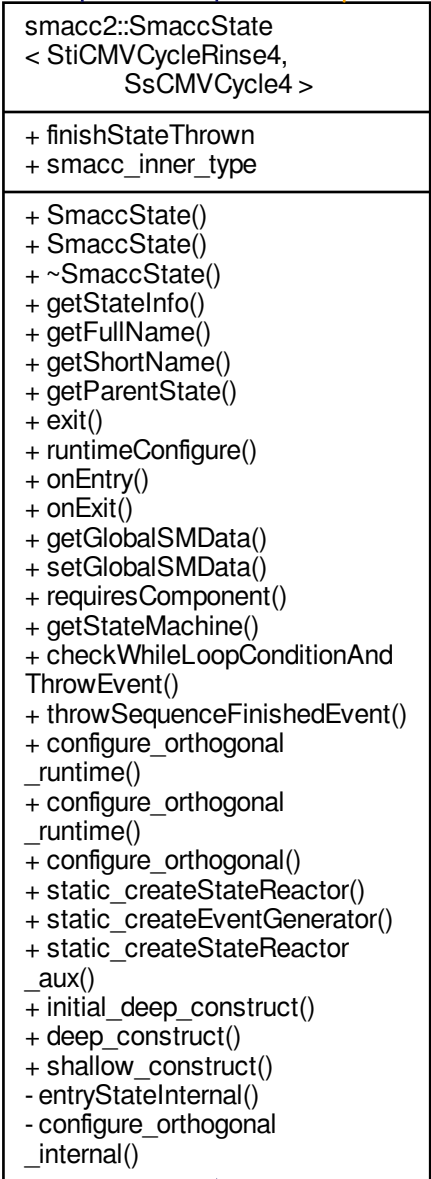 smacc2::SmaccState
< StiCMVCycleRinse4,
SsCMVCycle4 >
+ finishStateThrown
+ smacc_inner_type
+ SmaccState()
+ SmaccState()
+ ~SmaccState()
+ getStateInfo()
+ getFullName()
+ getShortName()
+ getParentState()
+ exit()
+ runtimeConfigure()
+ onEntry()
+ onExit()
+ getGlobalSMData()
+ setGlobalSMData()
+ requiresComponent()
+ getStateMachine()
+ checkWhileLoopConditionAnd
ThrowEvent()
+ throwSequenceFinishedEvent()
+ configure_orthogonal
_runtime()
+ configure_orthogonal
_runtime()
+ configure_orthogonal()
+ static_createStateReactor()
+ static_createEventGenerator()
+ static_createStateReactor
_aux()
+ initial_deep_construct()
+ deep_construct()
+ shallow_construct()
- entryStateInternal()
- configure_orthogonal
_internal()